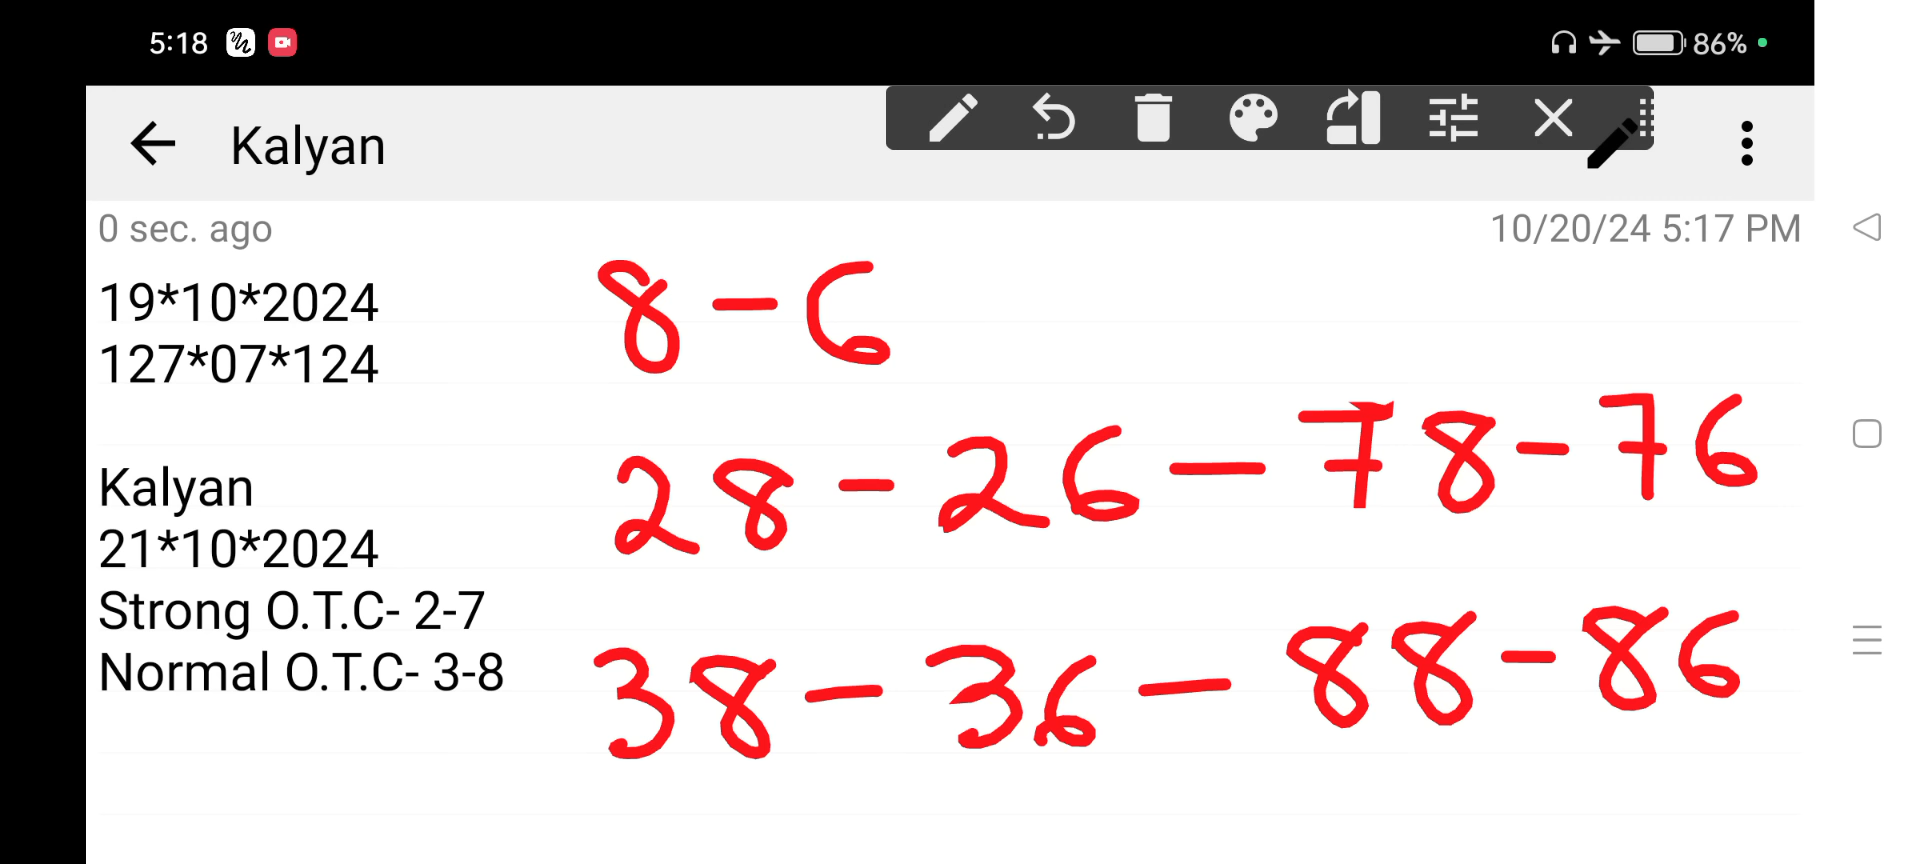 5:18 86%
Kalyan
0 sec. ago 10/20/24 5:17 PM
19*10*2024
127*07*124
8-6
28-26-78-76
Kalyan
21*10*2024
Strong O.T.C- 2-7
Normal O.T.C- 3-8
38-36-88-86